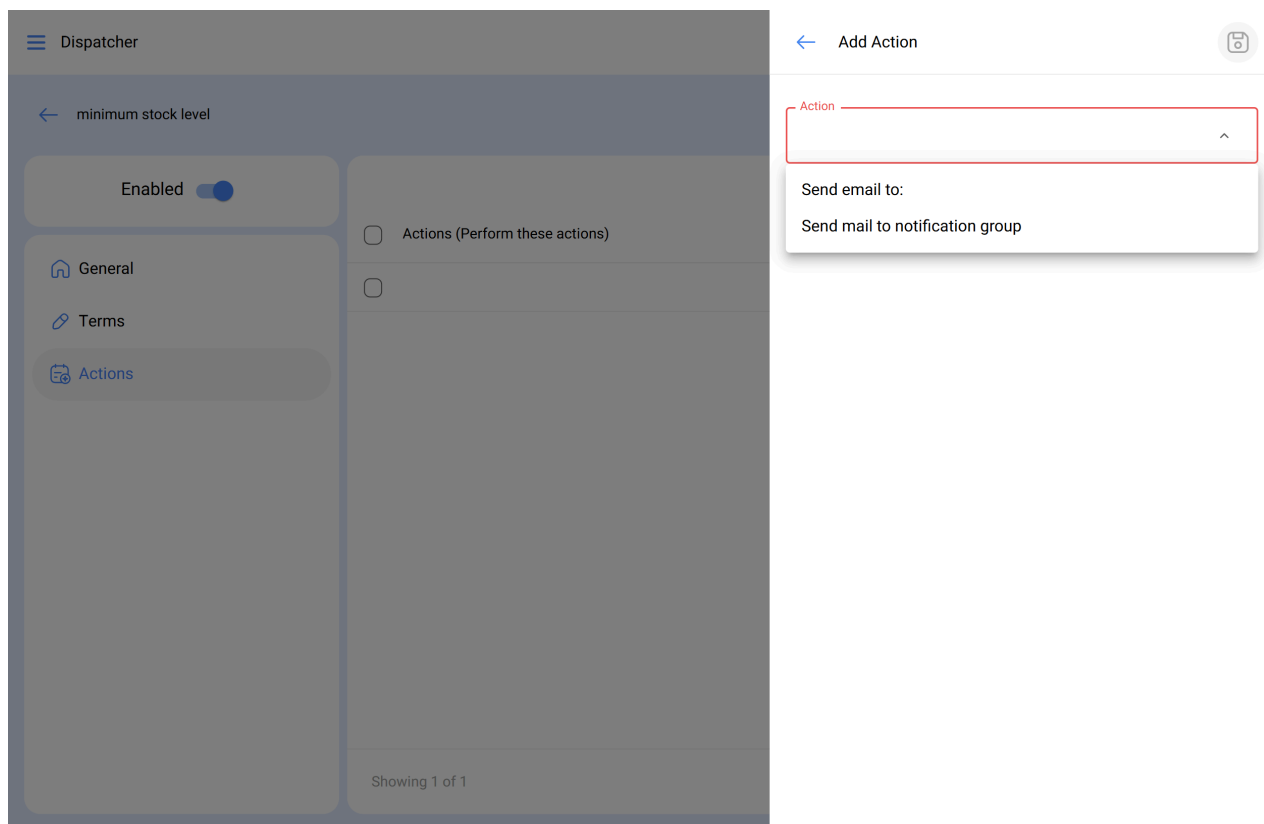 Dispatcher
minimum stock level
Enabled
General
Terms
Actions
Actions (Perform these actions)
Showing 1 of 1
Add Action
Action
Send email to:
Send mail to notification group